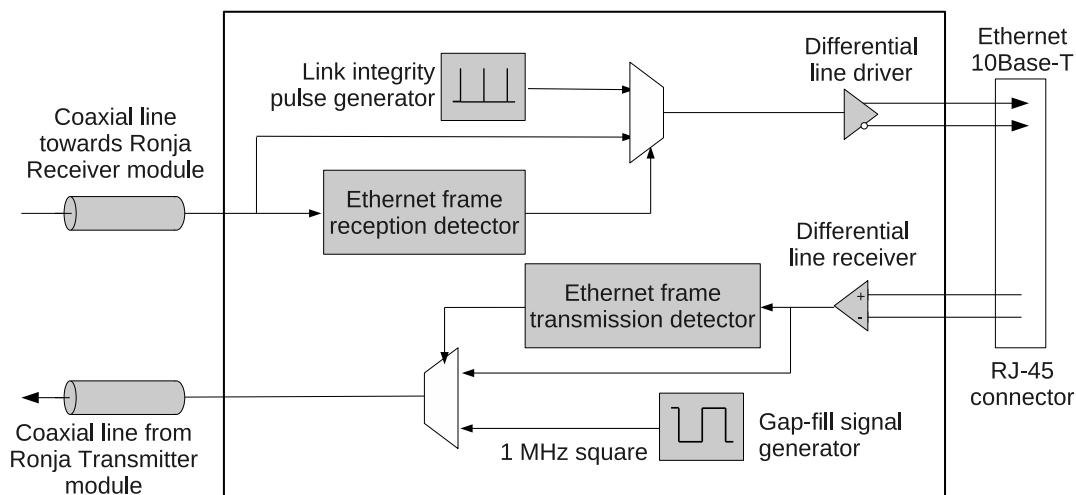 Link integrity
pulse generator
Differential
line driver
Ethernet
10Base-T
Coaxial line
towards Ronja
Receiver module
Ethernet frame
reception detector
Differential
line receiver
Ethernet frame
transmission detector
+
-
RJ-45
connector
Coaxial line from
Ronja Transmitter
module
1 MHz square
Gap-fill signal
generator